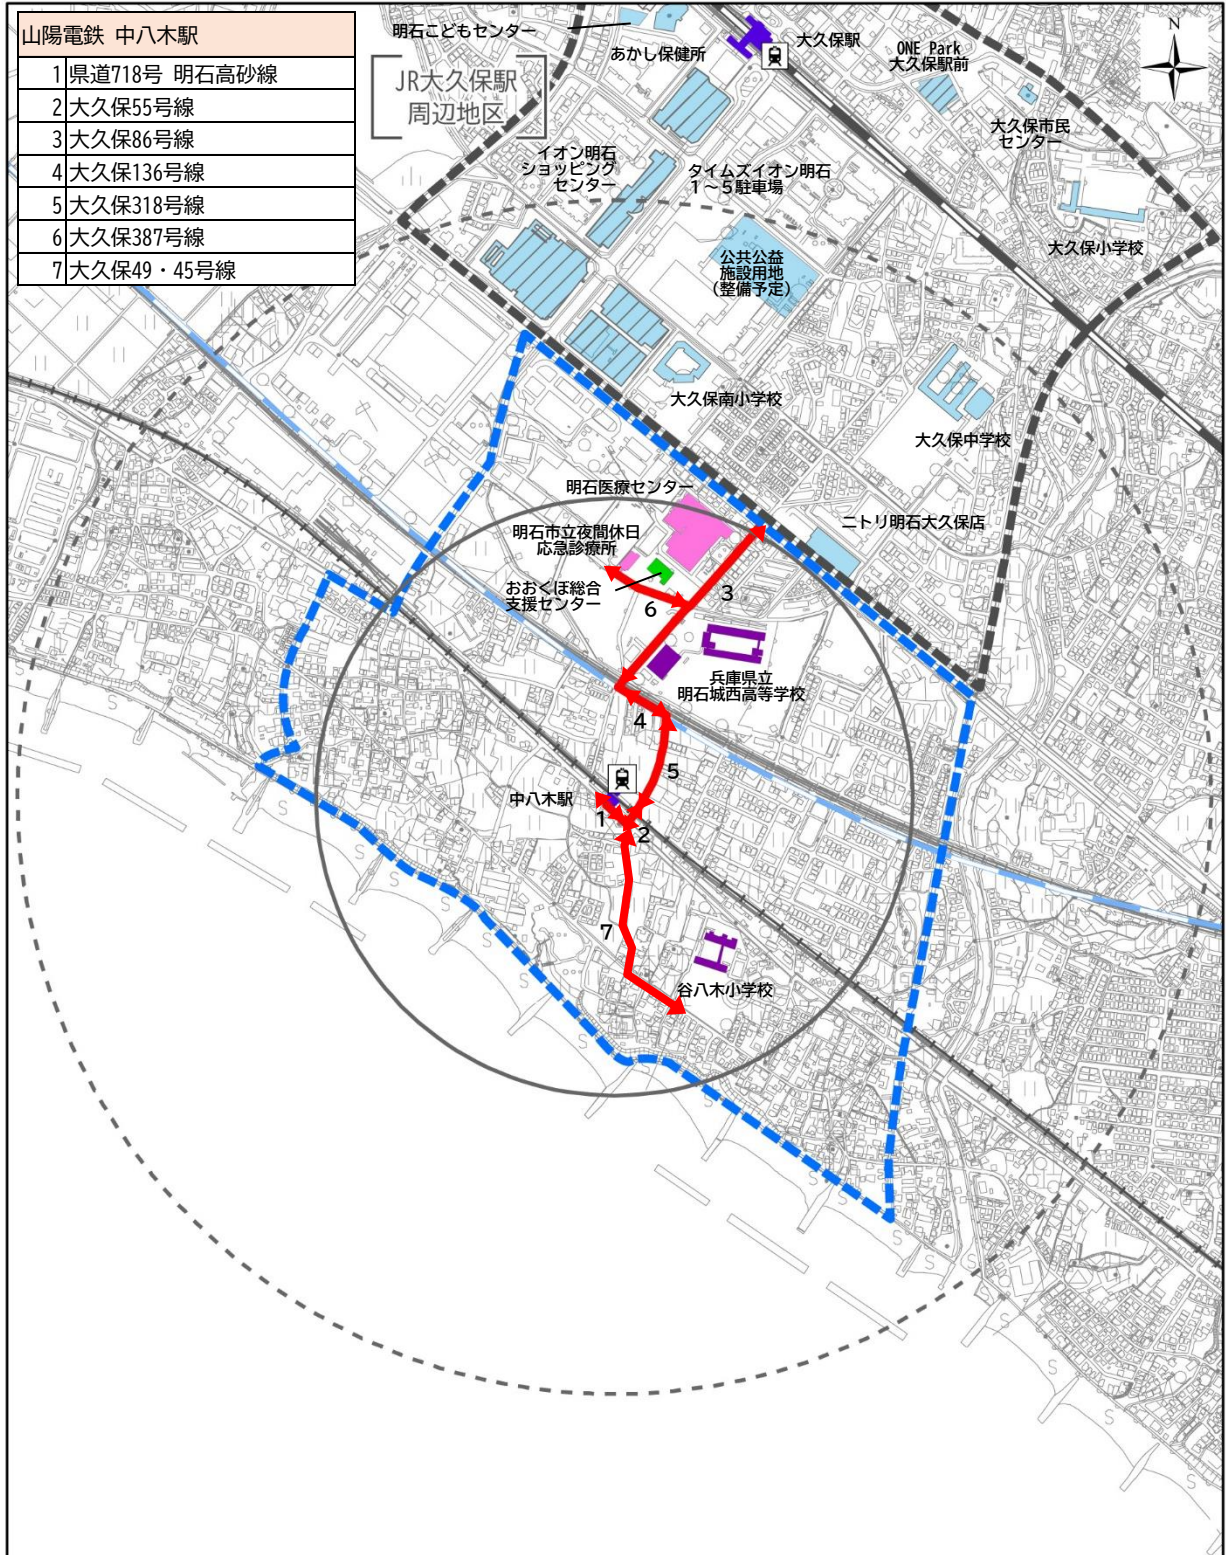 山陽電鉄 中八木駅
1 県道718号 明石高砂線
2 大久保55号線
3 大久保86号線
4 大久保136号線
5 大久保318号線
6 大久保387号線
7 大久保49・45号線
明石こどもセンター
あかし保健所
大久保駅
ONE Park
大久保駅前
N
JR大久保駅
周辺地区
大久保市民
センター
イオン明石
ショッピング
センター
タイムズイオン明石
1～5駐車場
大久保小学校
公共公益
施設用地
(整備予定)
大久保南小学校
大久保中学校
明石医療センター
ニトリ明石大久保店
明石市立夜間休日
応急診療所
おおくぼ総合
支援センター
3
6
兵庫県立
明石城西高等学校
4
5
中八木駅
1
2
7
谷八木小学校